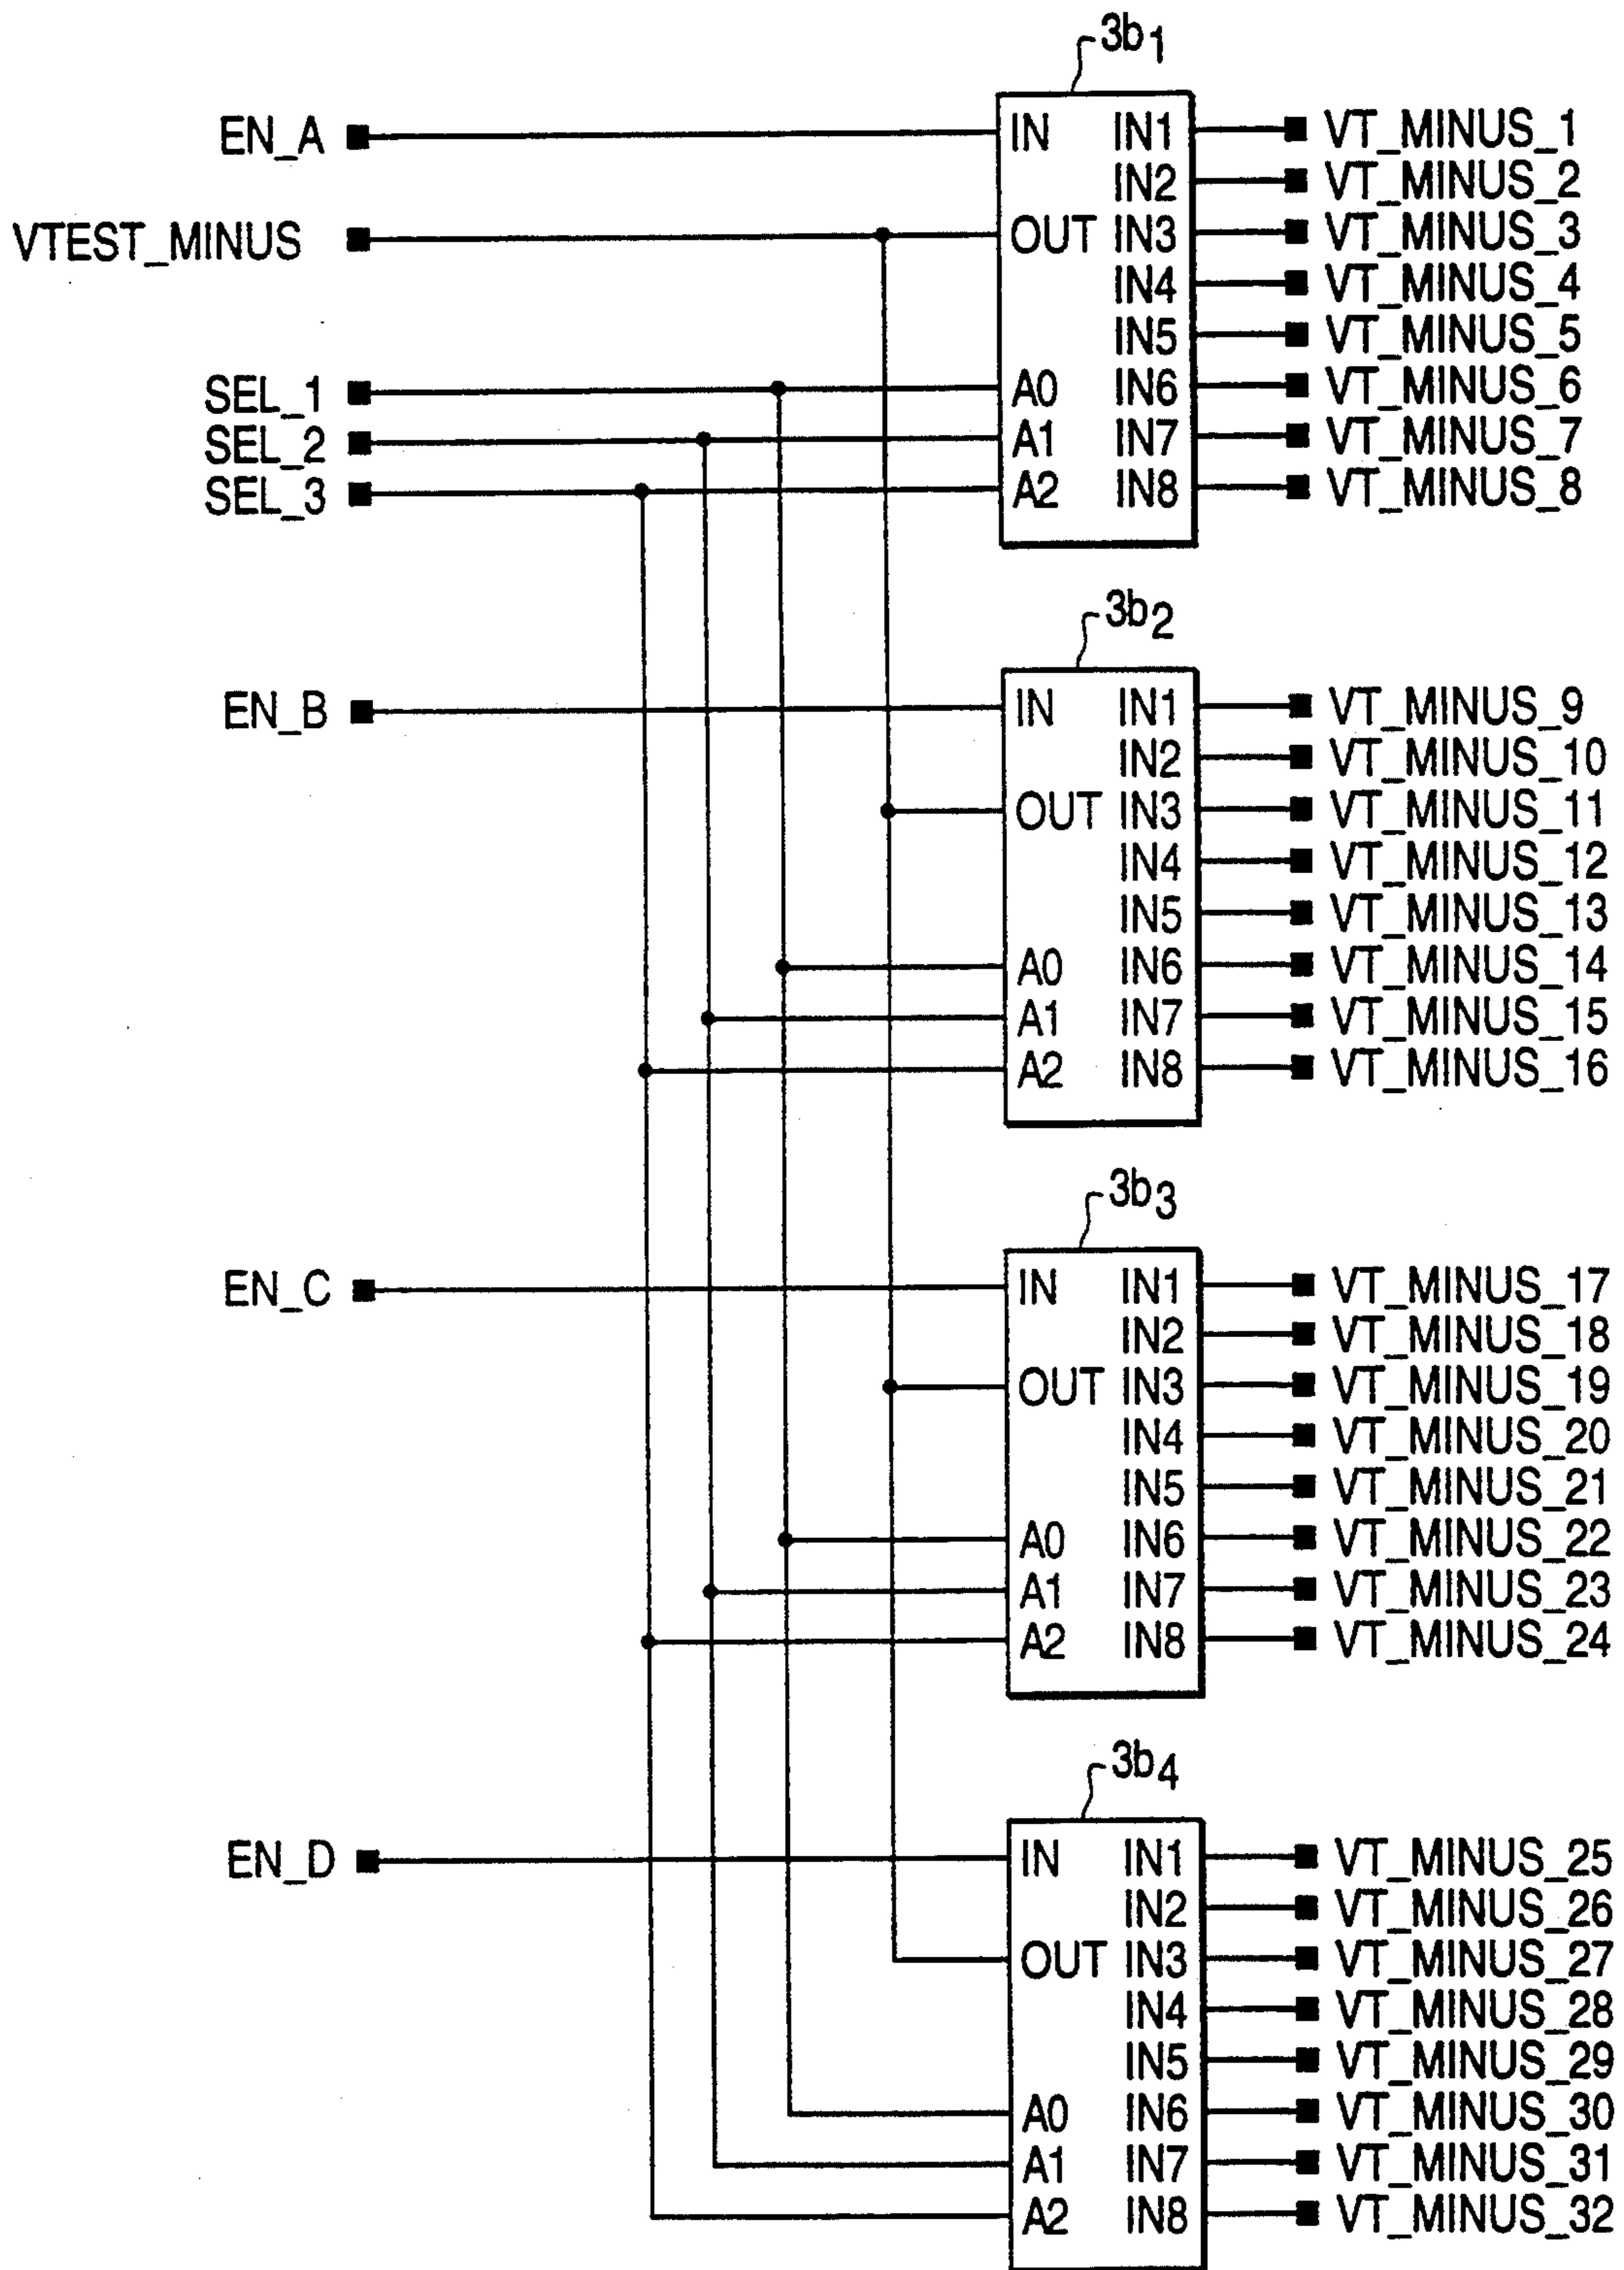 3b1
EN_A IN IN1 VT_MINUS_1
IN2 VT_MINUS_2
VTEST_MINUS OUT IN3 VT_MINUS_3
IN4 VT_MINUS_4
IN5 VT_MINUS_5
SEL_1 A0 IN6 VT_MINUS_6
SEL_2 A1 IN7 VT_MINUS_7
SEL_3 A2 IN8 VT_MINUS_8
3b2
EN_B IN IN1 VT_MINUS_9
IN2 VT_MINUS_10
OUT IN3 VT_MINUS_11
IN4 VT_MINUS_12
IN5 VT_MINUS_13
A0 IN6 VT_MINUS_14
A1 IN7 VT_MINUS_15
A2 IN8 VT_MINUS_16
3b3
EN_C IN IN1 VT_MINUS_17
IN2 VT_MINUS_18
OUT IN3 VT_MINUS_19
IN4 VT_MINUS_20
IN5 VT_MINUS_21
A0 IN6 VT_MINUS_22
A1 IN7 VT_MINUS_23
A2 IN8 VT_MINUS_24
3b4
EN_D IN IN1 VT_MINUS_25
IN2 VT_MINUS_26
OUT IN3 VT_MINUS_27
IN4 VT_MINUS_28
IN5 VT_MINUS_29
A0 IN6 VT_MINUS_30
A1 IN7 VT_MINUS_31
A2 IN8 VT_MINUS_32